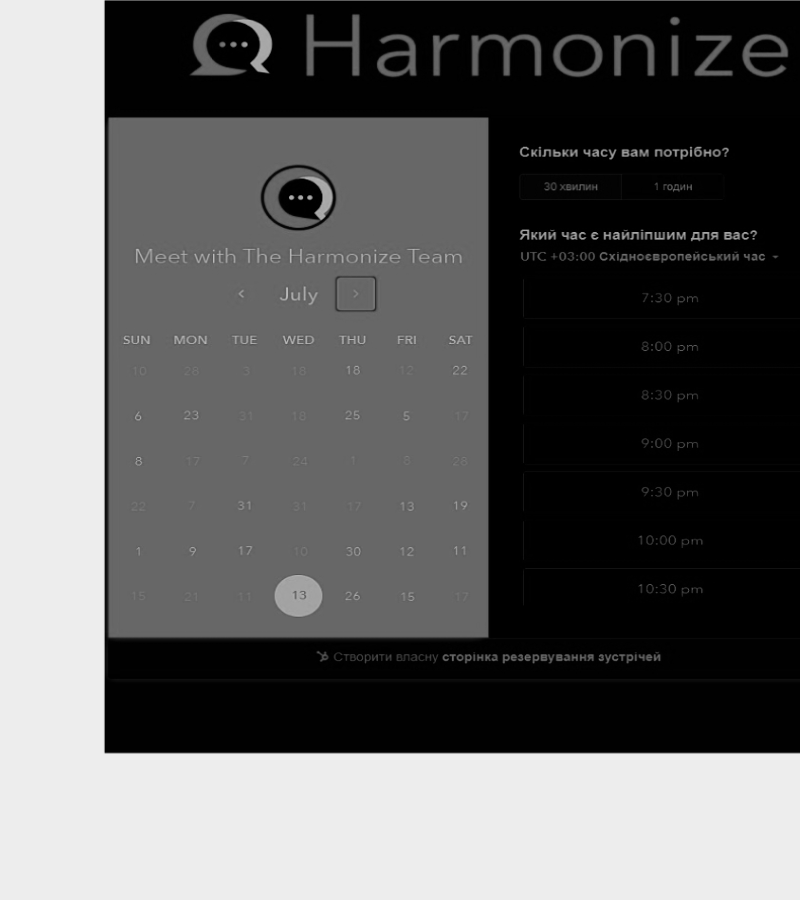 Harmonize
Meet with The Harmonize Team
July
SUN MON TUE WED THU FRI SAT
10 26 3 18 18 12 22
6 23 31 18 25 5 17
8 17 7 24 1 8 28
22 7 31 31 17 13 19
1 9 17 10 30 12 11
15 21 11 13 26 15 17
Скільки часу вам потрібно?
30 хвилин 1 годин
Який час є найліпшим для вас?
UTC +03:00 Східноєвропейський час
7:30 pm
8:00 pm
8:30 pm
9:00 pm
9:30 pm
10:00 pm
10:30 pm
Створити власну сторінка резервування зустрічей